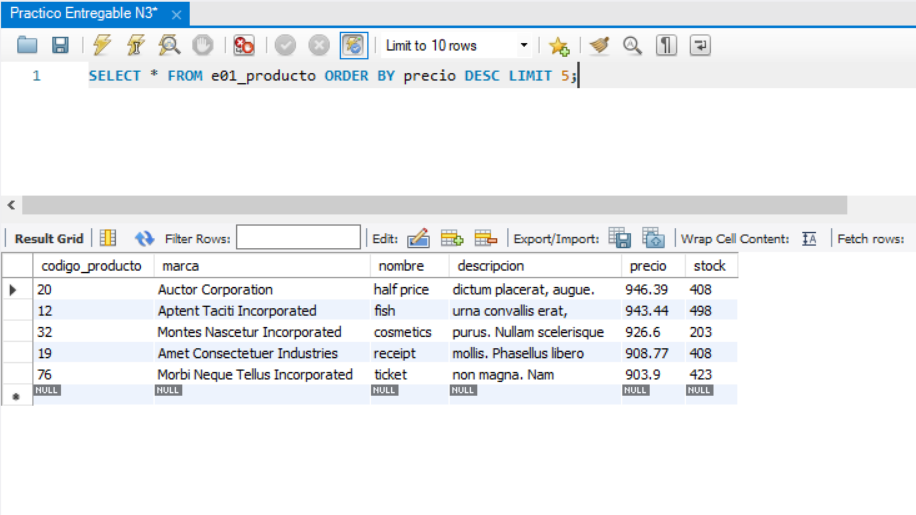 Practico Entregable N3* ×
Limit to 10 rows
1 SELECT * FROM e01_producto ORDER BY precio DESC LIMIT 5;
Result Grid Filter Rows: Edit: Export/Import: Wrap Cell Content: Fetch rows:
codigo_producto marca nombre descripcion precio stock
20 Auctor Corporation half price dictum placerat, augue. 946.39 408
12 Aptent Taciti Incorporated fish urna convallis erat, 943.44 498
32 Montes Nascetur Incorporated cosmetics purus. Nullam scelerisque 926.6 203
19 Amet Consectetuer Industries receipt mollis. Phasellus libero 908.77 408
76 Morbi Neque Tellus Incorporated ticket non magna. Nam 903.9 423
NULL NULL NULL NULL NULL NULL